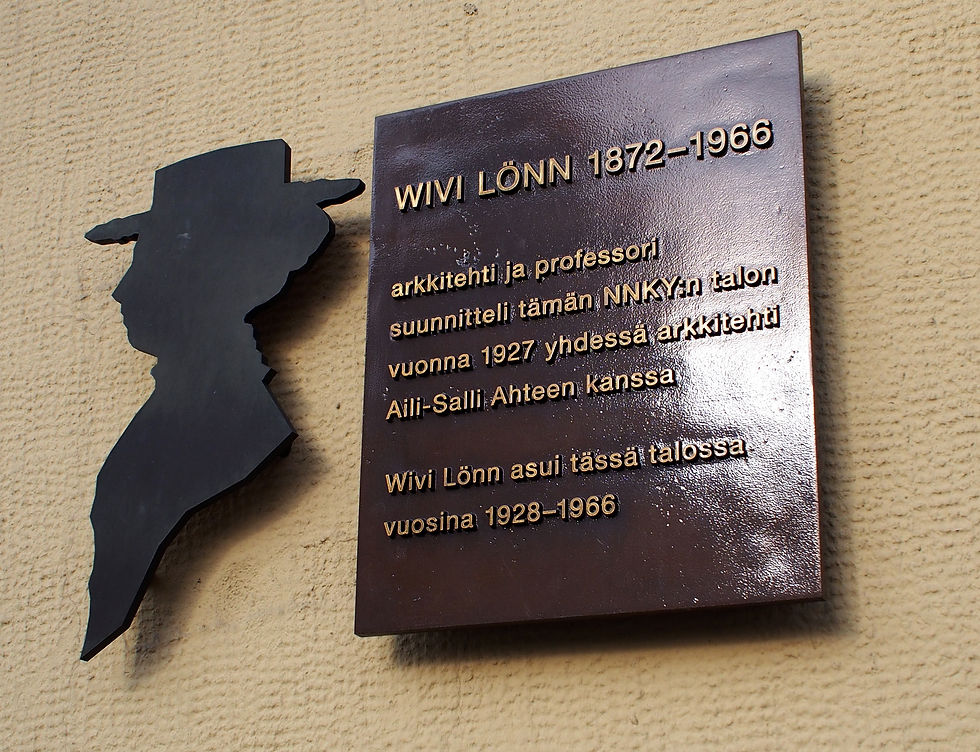 WIVI LÖNN 1872–1966
arkkitehti ja professori
suunnitteli tämän NNKY:n talon
vuonna 1927 yhdessä arkkitehti
Aili-Salli Ahteen kanssa
Wivi Lönn asui tässä talossa
vuosina 1928–1966